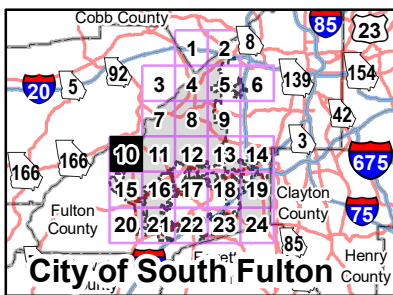 Cobb County
85
23
1 2 8
20 5 92 3 4 5 6 139 154
7 8 9 42
3
166 166 10 11 12 13 14 675
15 16 17 18 19 Clayton
County
Fulton
County 20 21 22 23 24 75
85
Henry
County
City of South Fulton